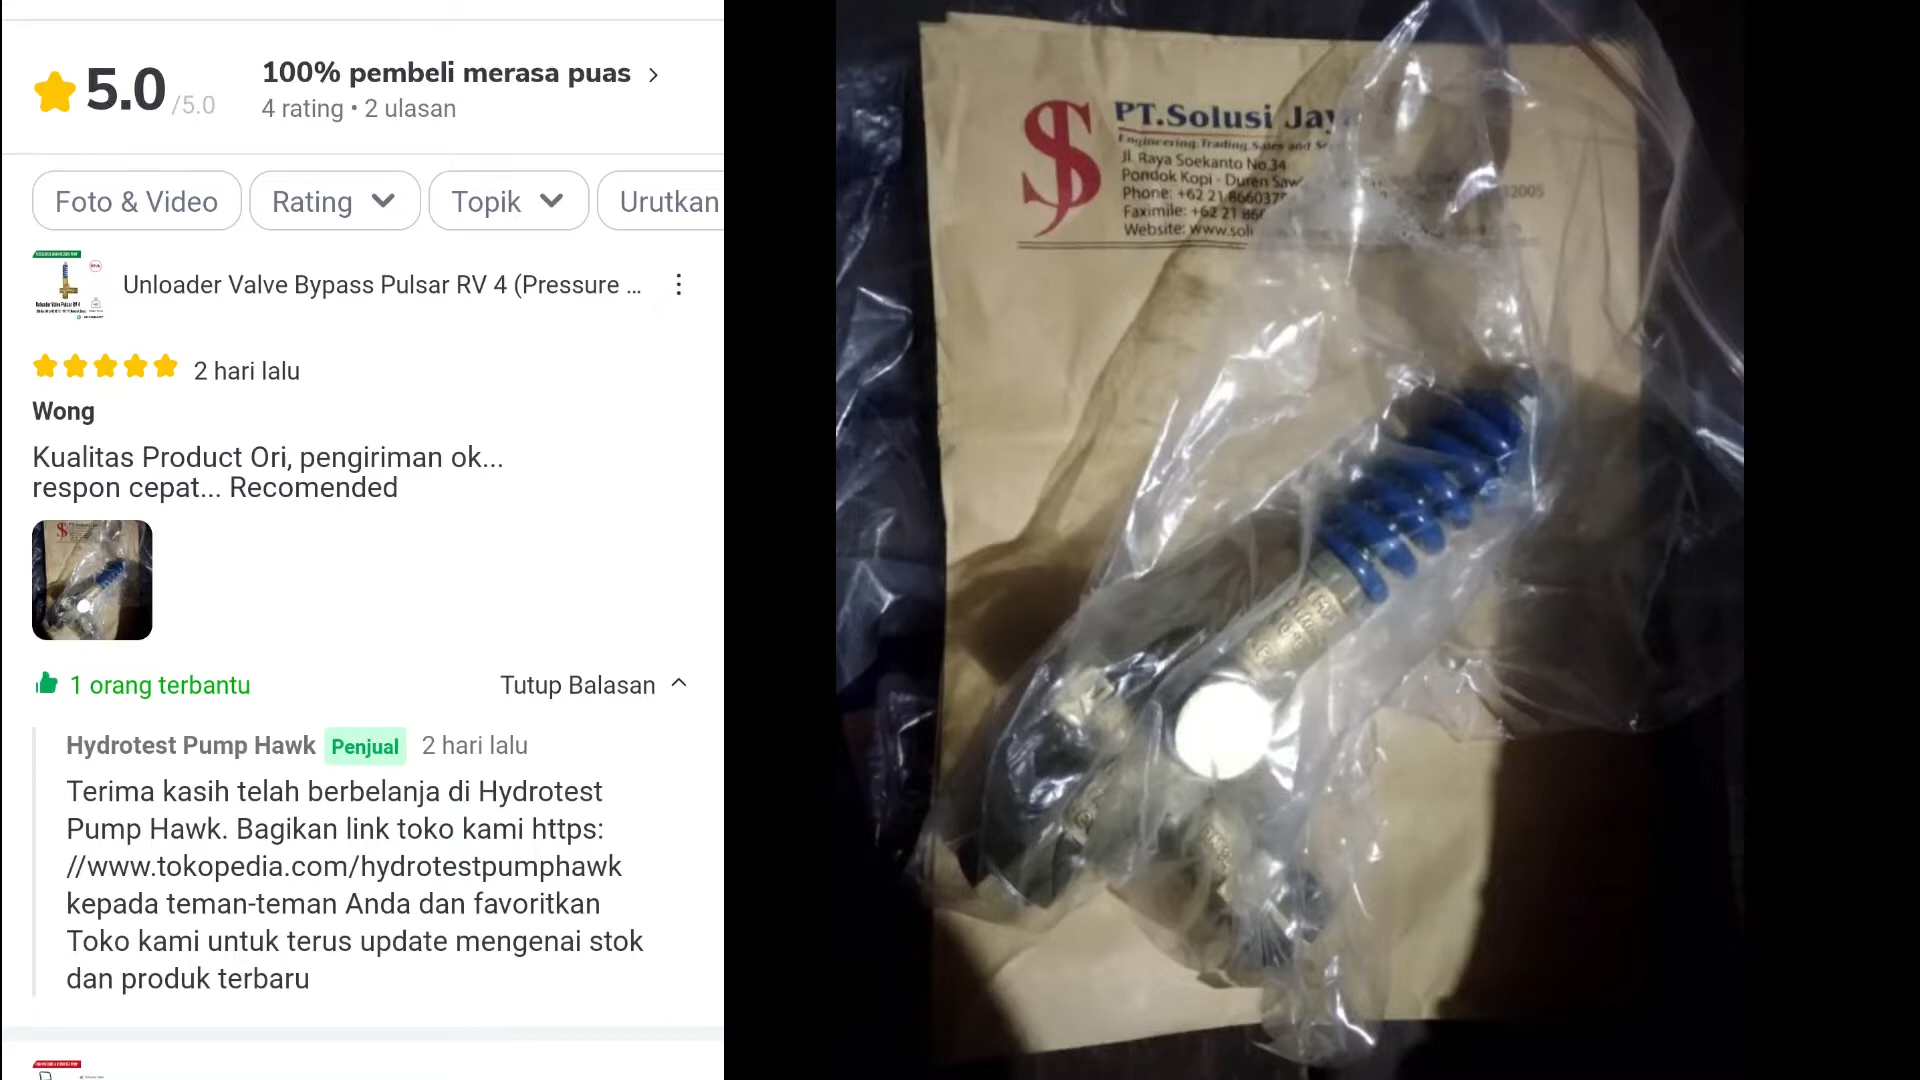 5.0 /5.0
100% pembeli merasa puas
4 rating • 2 ulasan
Foto & Video
Rating
Topik
Urutkan
Unloader Valve Bypass Pulsar RV 4 (Pressure ...
2 hari lalu
Wong
Kualitas Product Ori, pengiriman ok...
respon cepat... Recomended
1 orang terbantu
Tutup Balasan
Hydrotest Pump Hawk Penjual 2 hari lalu
Terima kasih telah berbelanja di Hydrotest
Pump Hawk. Bagikan link toko kami https:
//www.tokopedia.com/hydrotestpumphawk
kepada teman-teman Anda dan favoritkan
Toko kami untuk terus update mengenai stok
dan produk terbaru
SJ
PT.Solusi
Engineering,Trading,Sales and
Jl. Raya Soekanto No.34
Pondok Kopi - Duren
Phone: +62 21
Faximile: +62 21
Website: